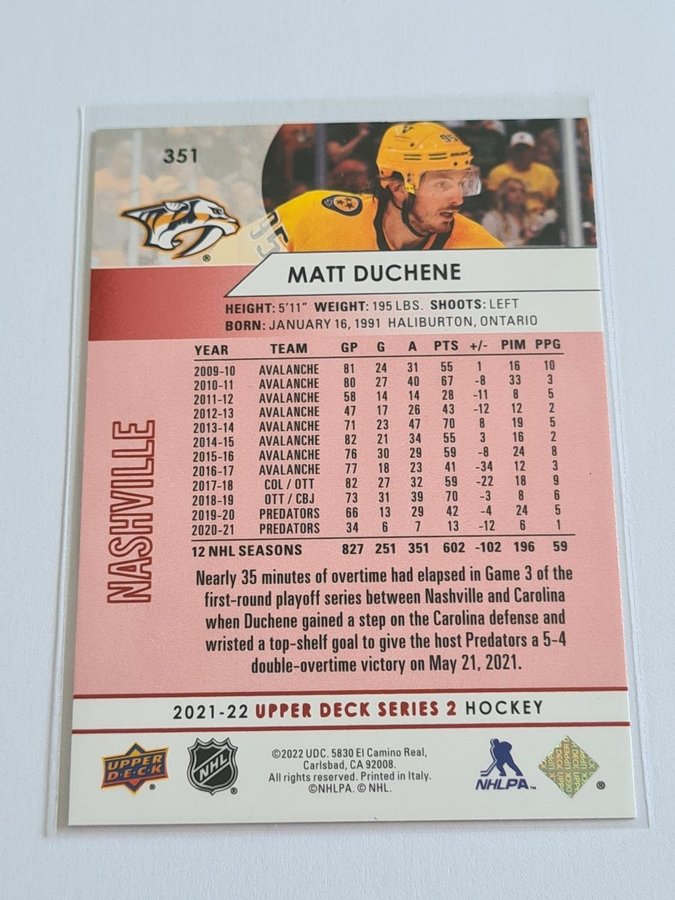 351
95
MATT DUCHENE
HEIGHT: 5'11" WEIGHT: 195 LBS. SHOOTS: LEFT
BORN: JANUARY 16, 1991 HALIBURTON, ONTARIO
NASHVILLE
YEAR TEAM GP G A PTS +/- PIM PPG
2009-10 AVALANCHE 81 24 31 55 1 16 10
2010-11 AVALANCHE 80 27 40 67 -8 33 3
2011-12 AVALANCHE 58 14 14 28 -11 8 5
2012-13 AVALANCHE 47 17 26 43 -12 12 2
2013-14 AVALANCHE 71 23 47 70 8 19 5
2014-15 AVALANCHE 82 21 34 55 3 16 2
2015-16 AVALANCHE 76 30 29 59 -8 24 8
2016-17 AVALANCHE 77 18 23 41 -34 12 3
2017-18 COL / OTT 82 27 32 59 -22 18 9
2018-19 OTT / CBJ 73 31 39 70 -3 8 6
2019-20 PREDATORS 66 13 29 42 -4 24 5
2020-21 PREDATORS 34 6 7 13 -12 6 1
12 NHL SEASONS 827 251 351 602 -102 196 59
Nearly 35 minutes of overtime had elapsed in Game 3 of the
first-round playoff series between Nashville and Carolina
when Duchene gained a step on the Carolina defense and
wristed a top-shelf goal to give the host Predators a 5-4
double-overtime victory on May 21, 2021.
2021-22 UPPER DECK SERIES 2 HOCKEY
UPPER
D·E·C·K
NHL
©2022 UDC. 5830 El Camino Real,
Carlsbad, CA 92008.
All rights reserved. Printed in Italy.
©NHLPA. © NHL.
NHLPA™
®